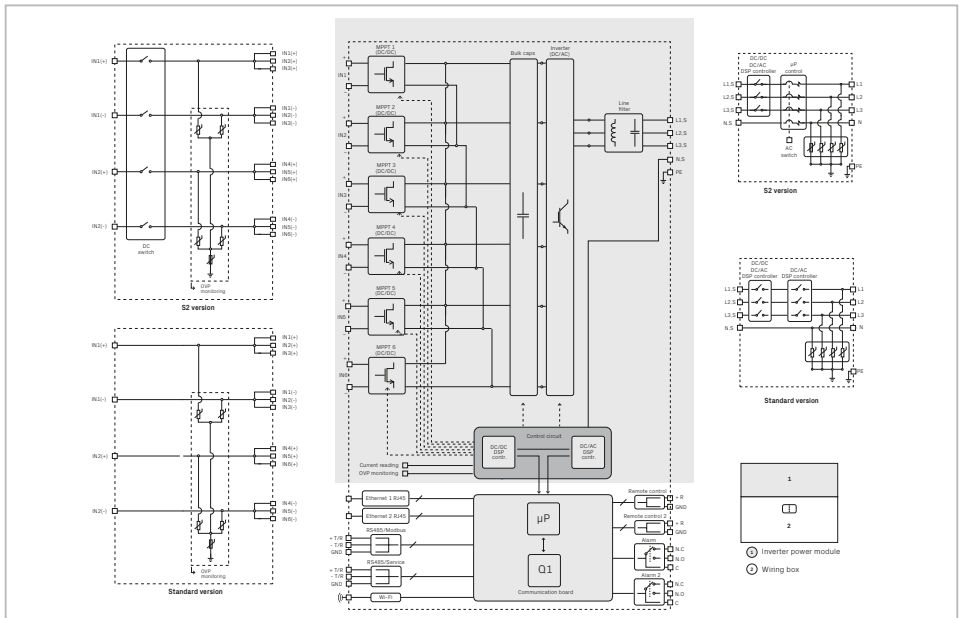 IN1(+)
IN1(+)
IN2(+)
IN3(+)
IN1(-)
IN1(-)
IN2(-)
IN3(-)
IN2(+)
IN4(+)
IN5(+)
IN6(+)
IN2(-)
IN4(-)
IN5(-)
IN6(-)
DC
switch
OVP
monitoring
S2 version
IN1(+)
IN1(+)
IN2(+)
IN3(+)
IN1(-)
IN1(-)
IN2(-)
IN3(-)
IN2(+)
IN4(+)
IN5(+)
IN6(+)
IN2(-)
IN4(-)
IN5(-)
IN6(-)
OVP
monitoring
Standard version
MPPT 1
(DC/DC)
+
IN1
-
MPPT 2
(DC/DC)
+
IN2
-
MPPT 3
(DC/DC)
+
IN3
-
MPPT 4
(DC/DC)
+
IN4
-
MPPT 5
(DC/DC)
+
IN5
-
MPPT 6
(DC/DC)
+
IN6
-
Bulk caps
Inverter
(DC/AC)
Line
filter
L1,S
L2,S
L3,S
N,S
PE
Control circuit
DC/DC
DSP
contr.
DC/AC
DSP
contr.
Current reading
OVP monitoring
Ethernet 1 RJ45
Ethernet 2 RJ45
RS485/Modbus
+ T/R
- T/R
GND
RS485/Service
+ T/R
- T/R
GND
Wi-Fi
µP
Q1
Communication board
Remote control
+ R
GND
Remote control 2
+ R
GND
Alarm
N.C
N.O
C
Alarm 2
N.C
N.O
C
DC/DC
DC/AC
DSP controller
µP
control
L1,S
L2,S
L3,S
N,S
L1
L2
L3
N
PE
AC
switch
S2 version
DC/DC
DC/AC
DSP controller
DC/AC
DSP controller
L1,S
L2,S
L3,S
N,S
L1
L2
L3
N
PE
Standard version
1
2
1 Inverter power module
2 Wiring box